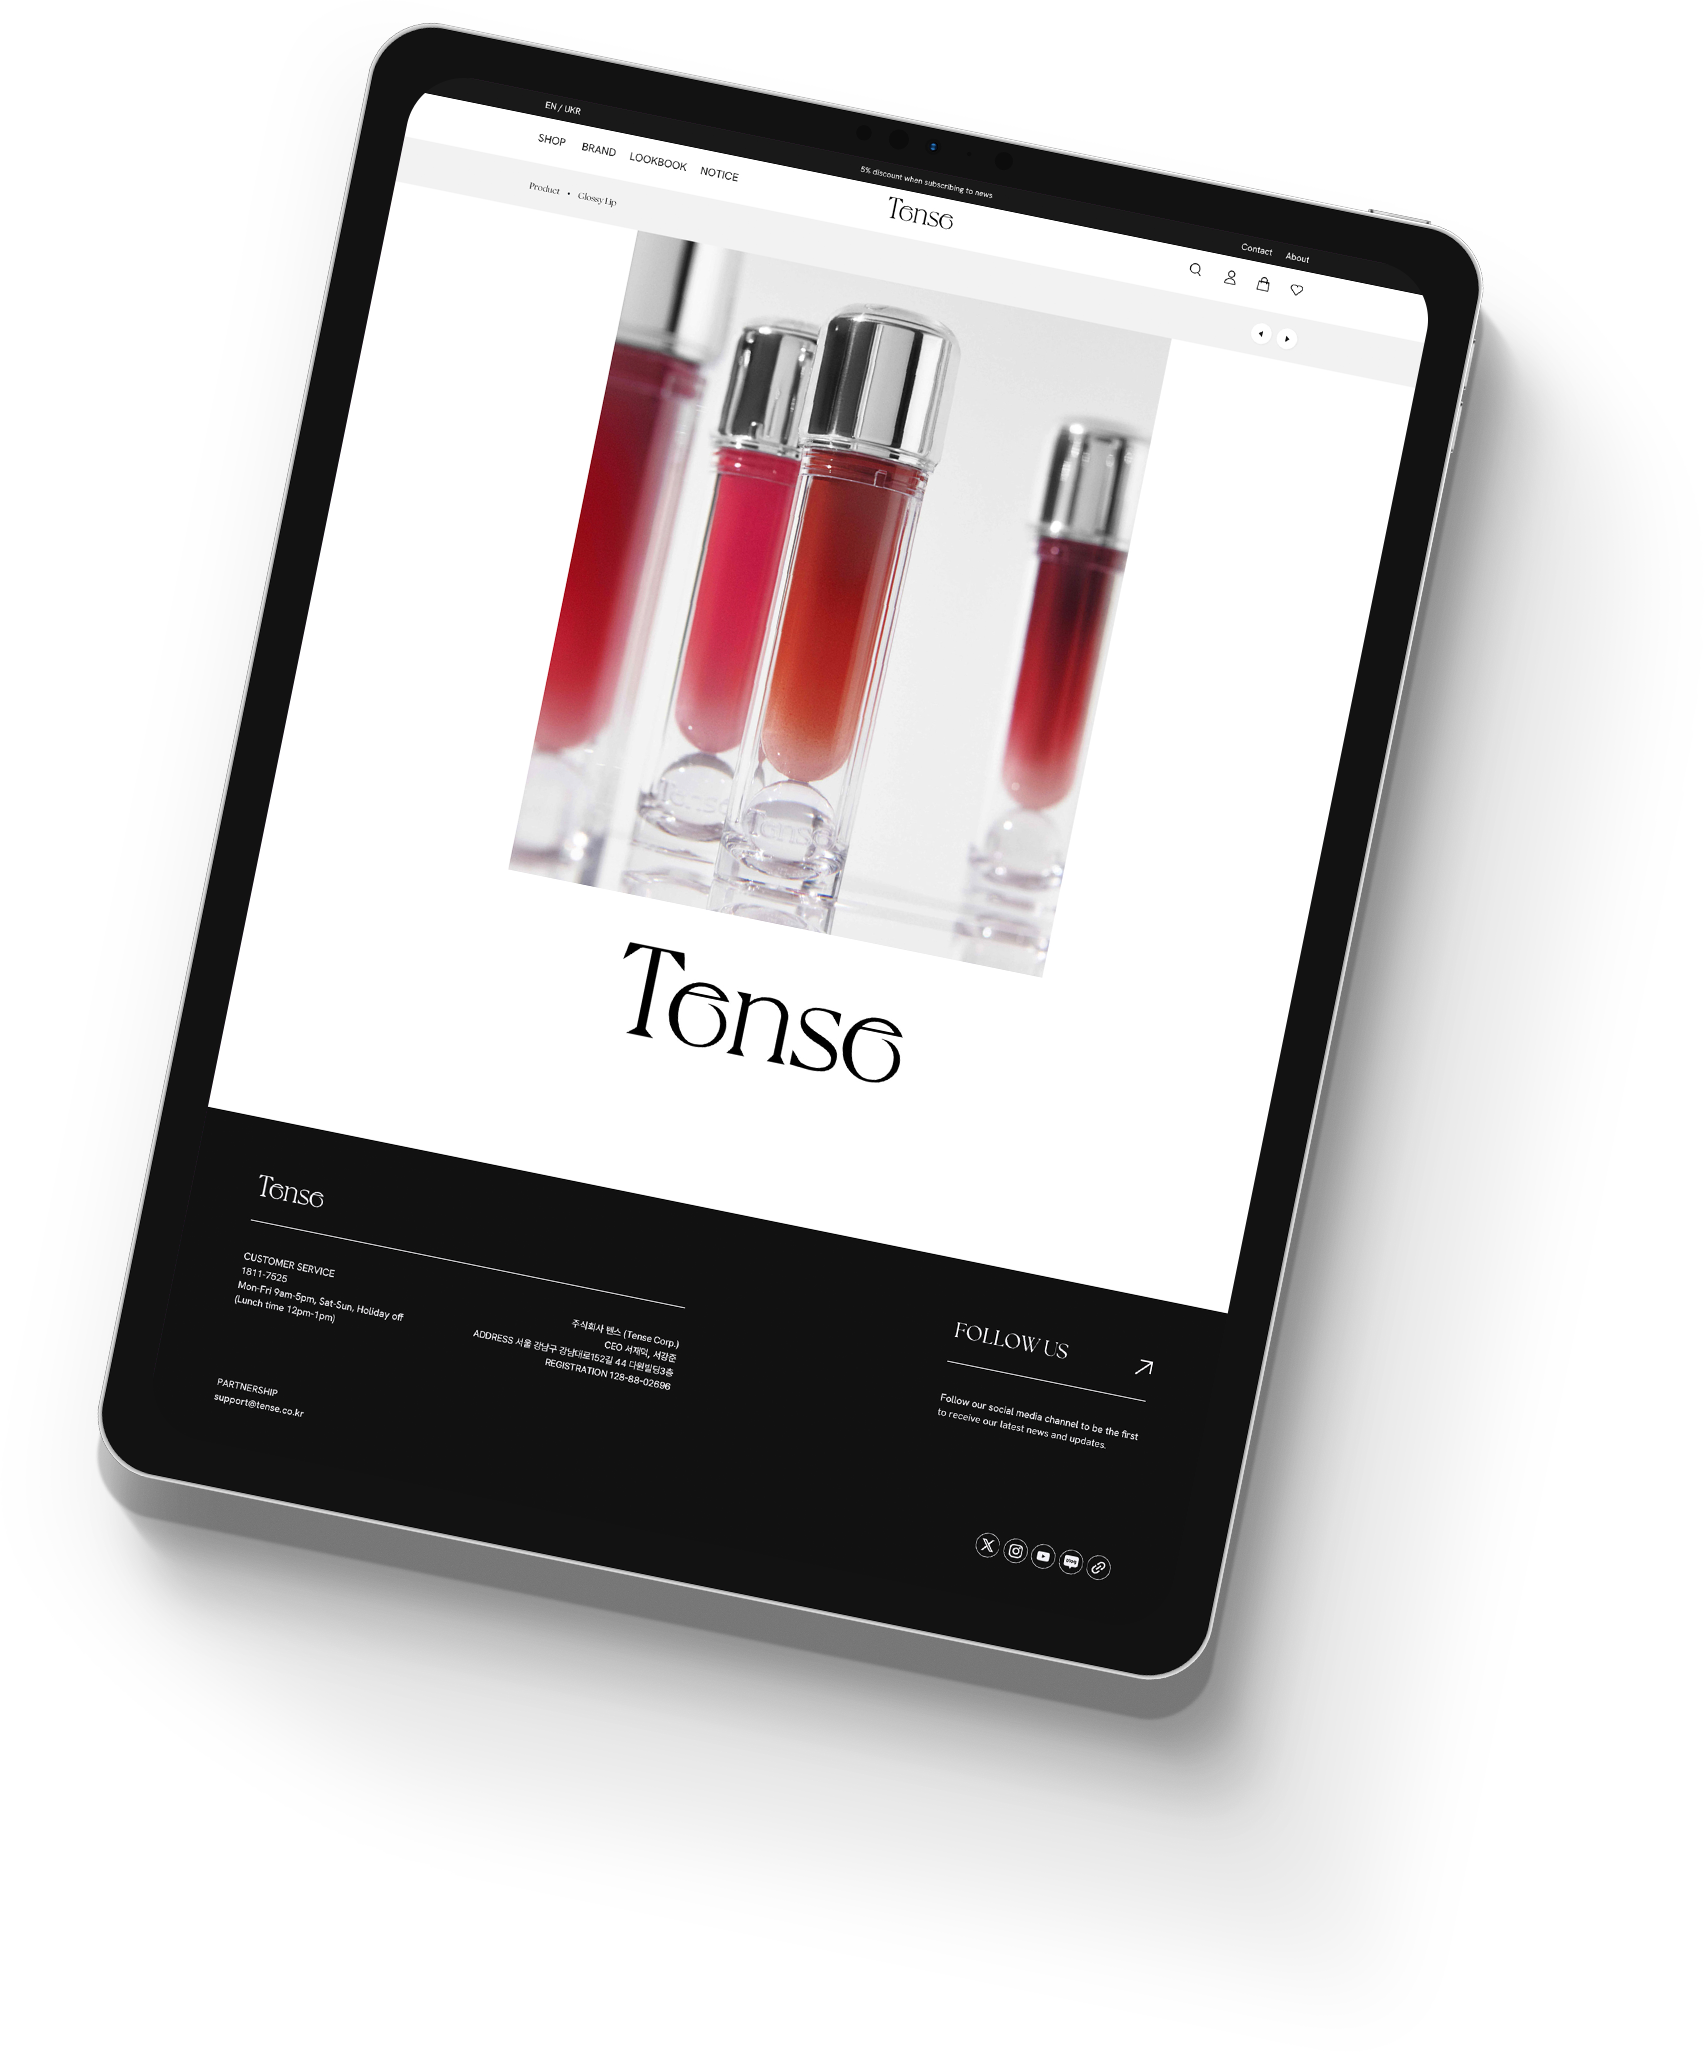 EN / UKR
5% discount when subscribing to news
Contact About
SHOP BRAND LOOKBOOK NOTICE
Tense
Product • Glossy Lip
Tense
Tense
Tense
Tense
CUSTOMER SERVICE
1811-7525
Mon-Fri 9am-5pm, Sat-Sun, Holiday off
(Lunch time 12pm-1pm)
PARTNERSHIP
support@tense.co.kr
주식회사 텐스 (Tense Corp.)
CEO 서재덕, 서강준
ADDRESS 서울 강남구 강남대로152길 44 다원빌딩3층
REGISTRATION 128-88-02696
FOLLOW US
Follow our social media channel to be the first
to receive our latest news and updates.
blog